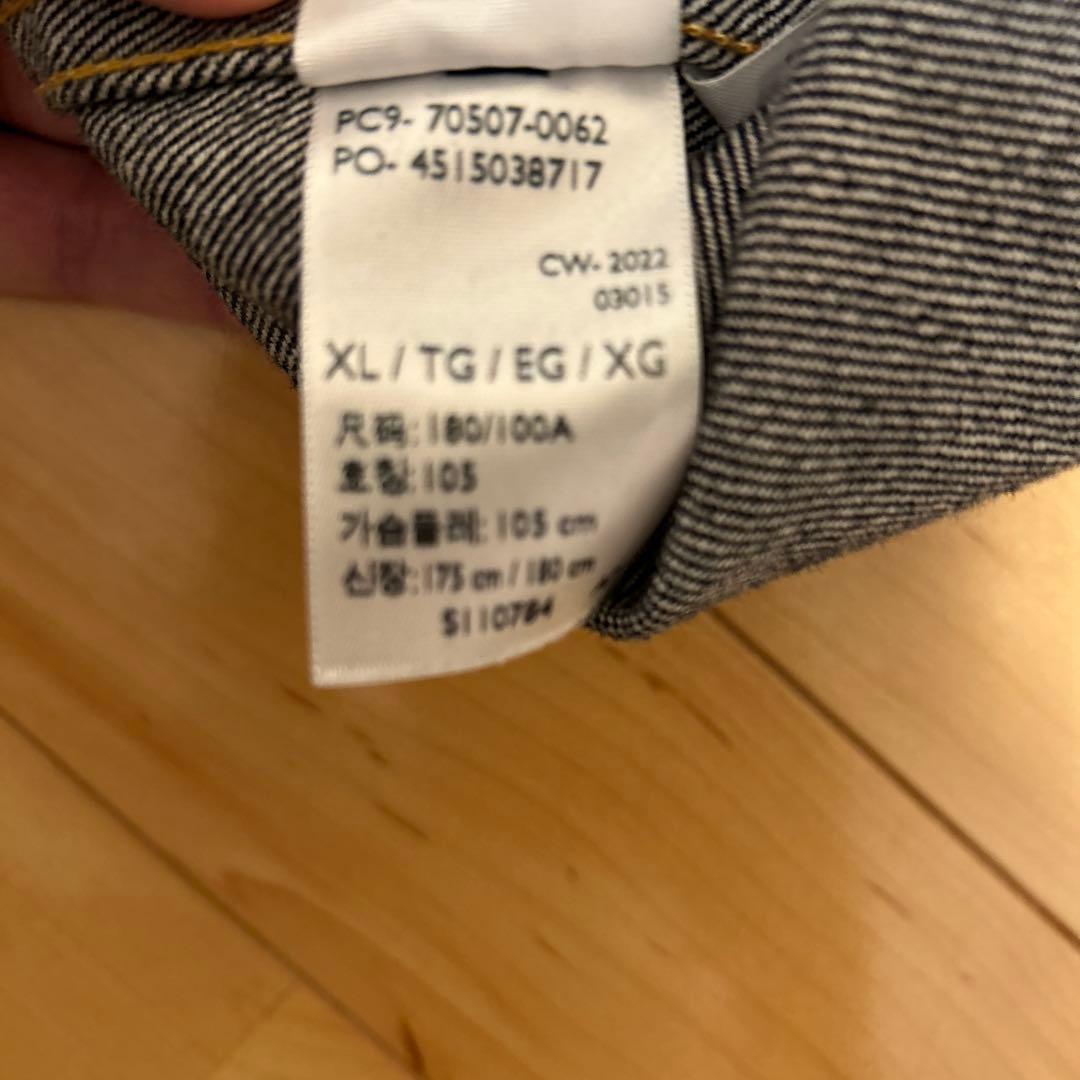 PC9- 70507-0062
PO- 4515038717
CW- 2022
03015
XL / TG / EG / XG
尺码: 180/100A
호칭: 105
가슴둘레: 105 cm
신장: 175 cm / 180 cm
S110784